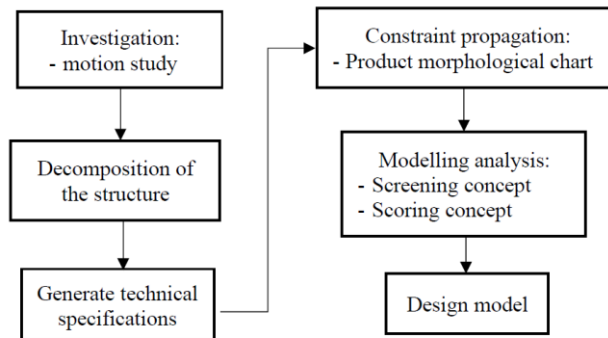 Investigation:
- motion study
Decomposition of
the structure
Generate technical
specifications
Constraint propagation:
- Product morphological chart
Modelling analysis:
- Screening concept
- Scoring concept
Design model